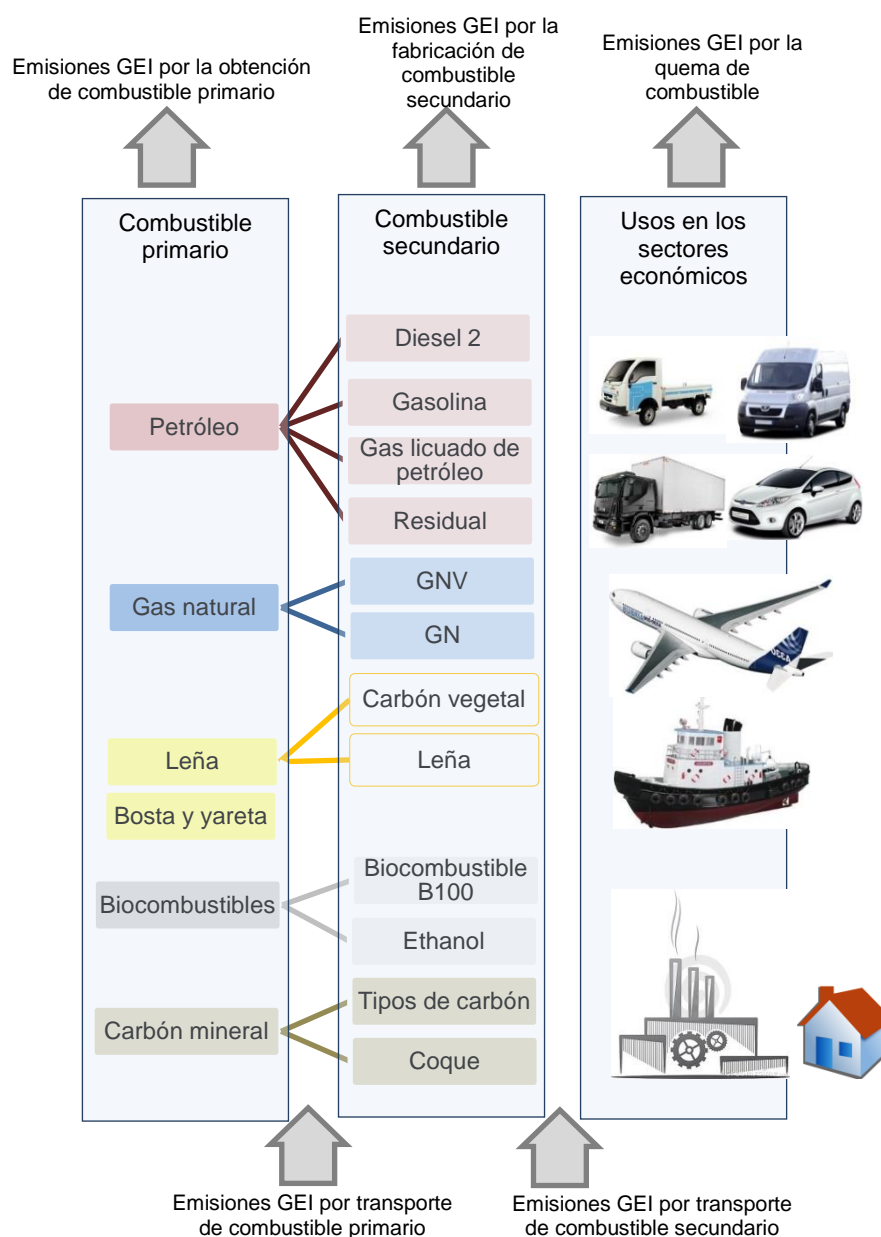 Emisiones GEI por la obtención
de combustible primario
Emisiones GEI por la
fabricación de
combustible
secundario
Emisiones GEI por la
quema de
combustible
Combustible
primario
Petróleo
Gas natural
Leña
Bosta y yareta
Biocombustibles
Carbón mineral
Combustible
secundario
Diesel 2
Gasolina
Gas licuado de
petróleo
Residual
GNV
GN
Carbón vegetal
Leña
Biocombustible
B100
Ethanol
Tipos de carbón
Coque
Usos en los
sectores
económicos
Emisiones GEI por transporte
de combustible primario
Emisiones GEI por transporte
de combustible secundario